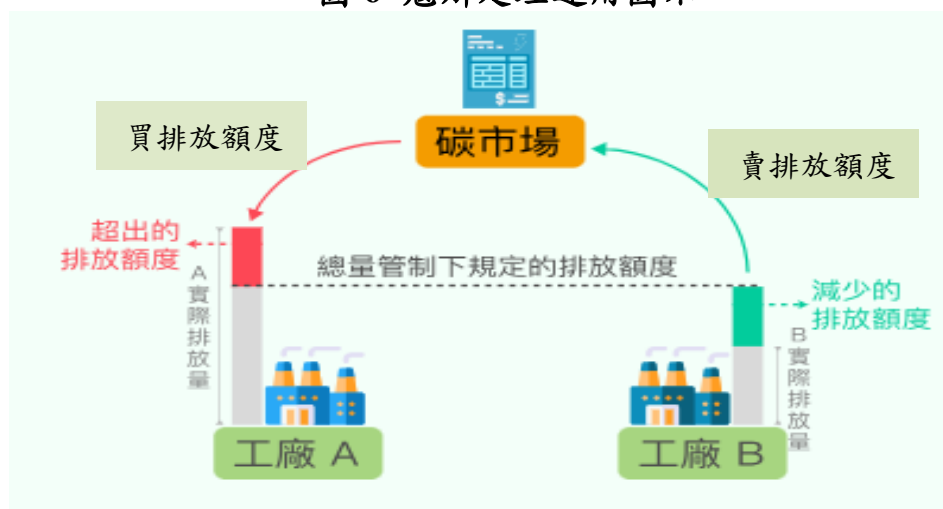 碳市場
買排放額度
賣排放額度
超出的
排放額度
A實際排放量
總量管制下規定的排放額度
減少的
排放額度
B實際排放量
工廠 A
工廠 B